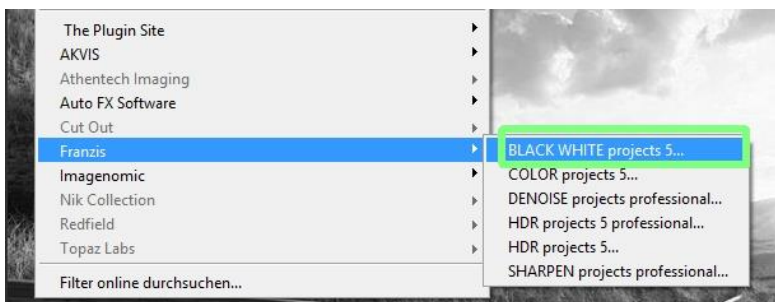 The Plugin Site
AKVIS
Athentech Imaging
Auto FX Software
Cut Out
Franzis
Imagenomic
Nik Collection
Redfield
Topaz Labs
Filter online durchsuchen...
BLACK WHITE projects 5...
COLOR projects 5...
DENOISE projects professional...
HDR projects 5 professional...
HDR projects 5...
SHARPEN projects professional...